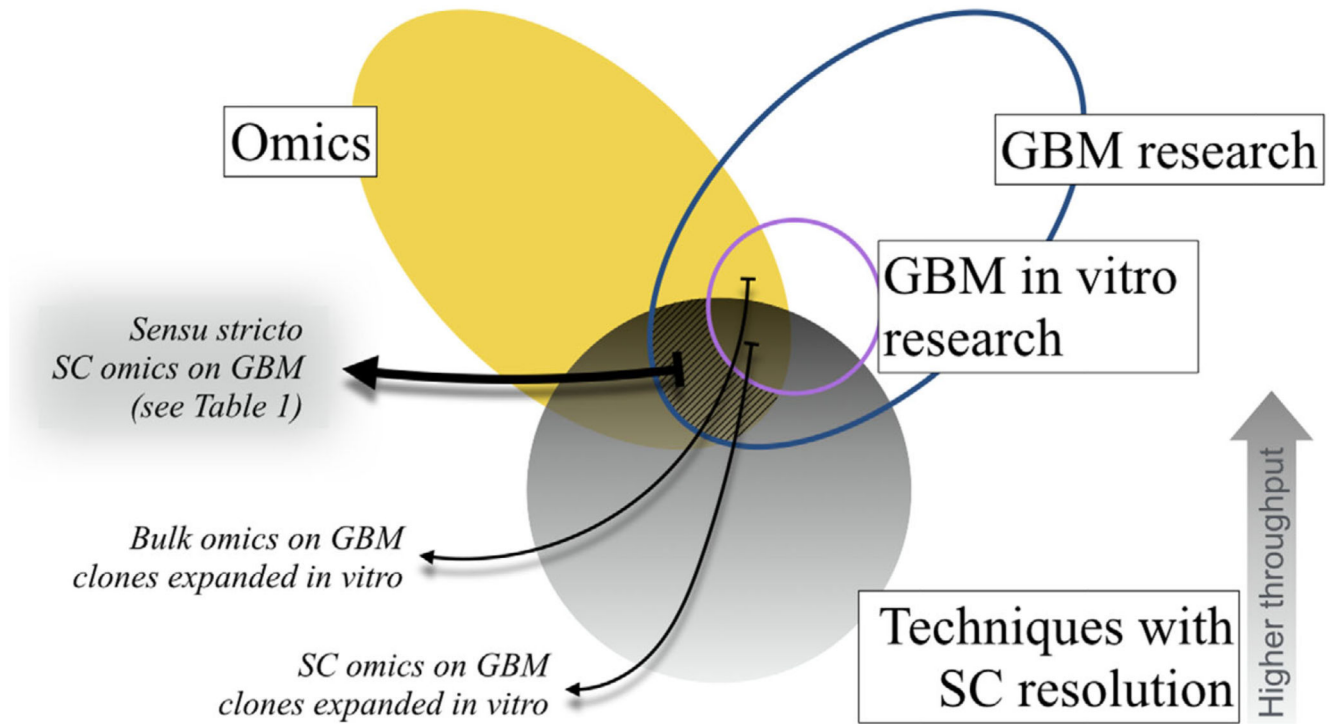 Omics
GBM research
GBM in vitro
research
Sensu stricto
SC omics on GBM
(see Table 1)
Bulk omics on GBM
clones expanded in vitro
SC omics on GBM
clones expanded in vitro
Techniques with
SC resolution
Higher throughput